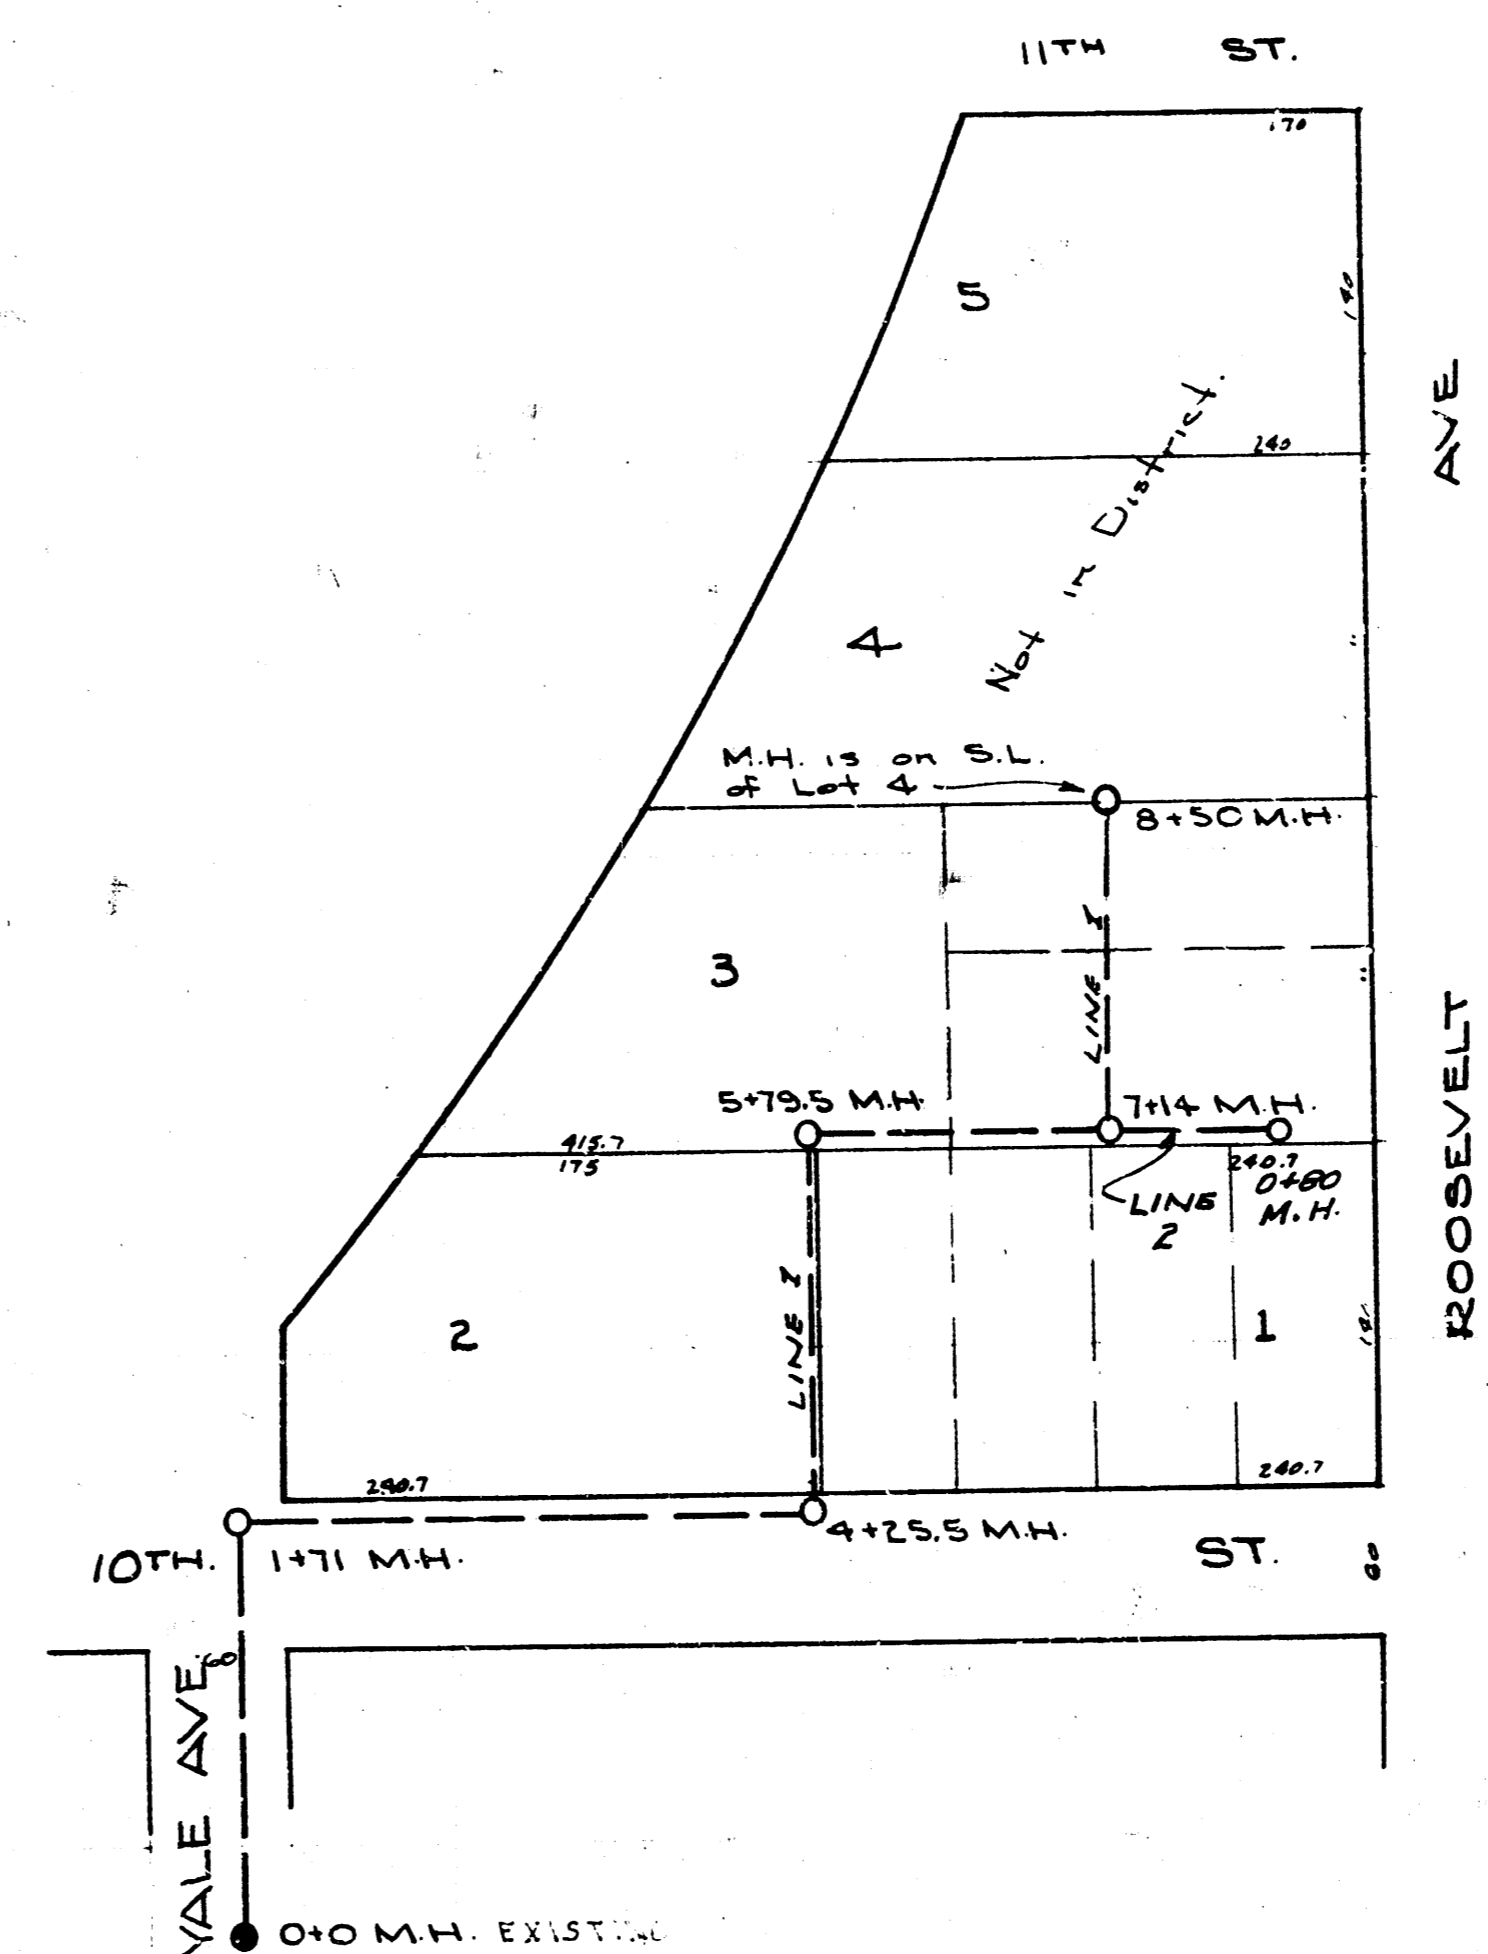 11TH ST.
170
5
140
AVE
240
Not in District.
4
"
M.H. is on S.L.
of Lot 4
8+50 M.H.
LINE 1
3
"
ROOSEVELT
5+79.5 M.H.
7+14 M.H.
415.7
175
240.7
0+60
M.H.
LINE
2
LINE 1
2
1
240.7
240.7
4+25.5 M.H.
10TH. ST.
1+71 M.H.
60
YALE AVE.
0+0 M.H. EXISTING